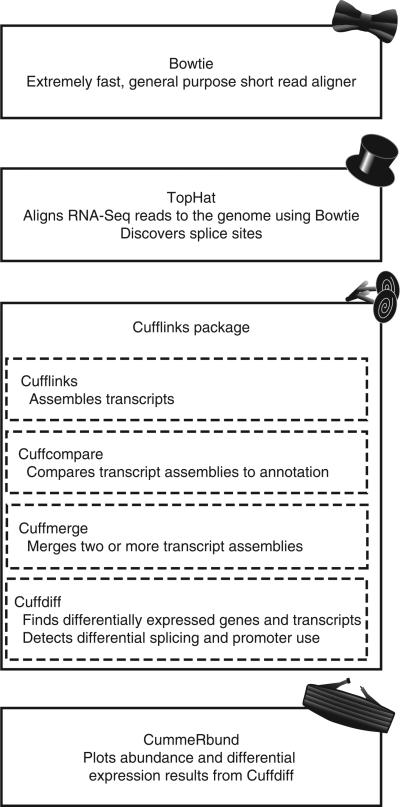 Bowtie
Extremely fast, general purpose short read aligner
TopHat
Aligns RNA-Seq reads to the genome using Bowtie
Discovers splice sites
Cufflinks package
Cufflinks
Assembles transcripts
Cuffcompare
Compares transcript assemblies to annotation
Cuffmerge
Merges two or more transcript assemblies
Cuffdiff
Finds differentially expressed genes and transcripts
Detects differential splicing and promoter use
CummeRbund
Plots abundance and differential
expression results from Cuffdiff